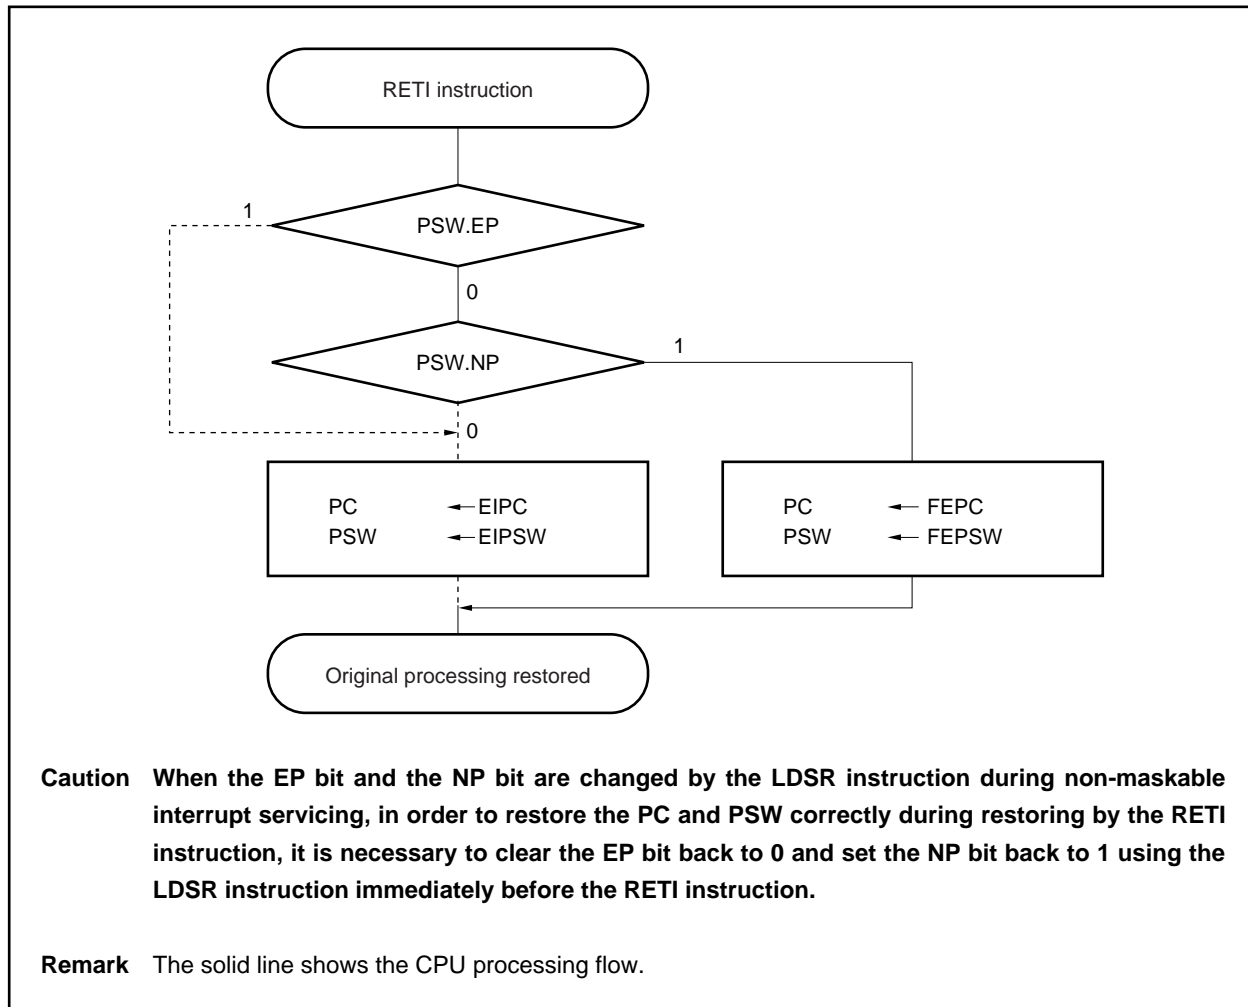 RETI instruction
1
PSW.EP
0
PSW.NP
1
0
PC ← EIPC
PSW ← EIPSW
PC ← FEPC
PSW ← FEPSW
Original processing restored
Caution When the EP bit and the NP bit are changed by the LDSR instruction during non-maskable
interrupt servicing, in order to restore the PC and PSW correctly during restoring by the RETI
instruction, it is necessary to clear the EP bit back to 0 and set the NP bit back to 1 using the
LDSR instruction immediately before the RETI instruction.
Remark The solid line shows the CPU processing flow.